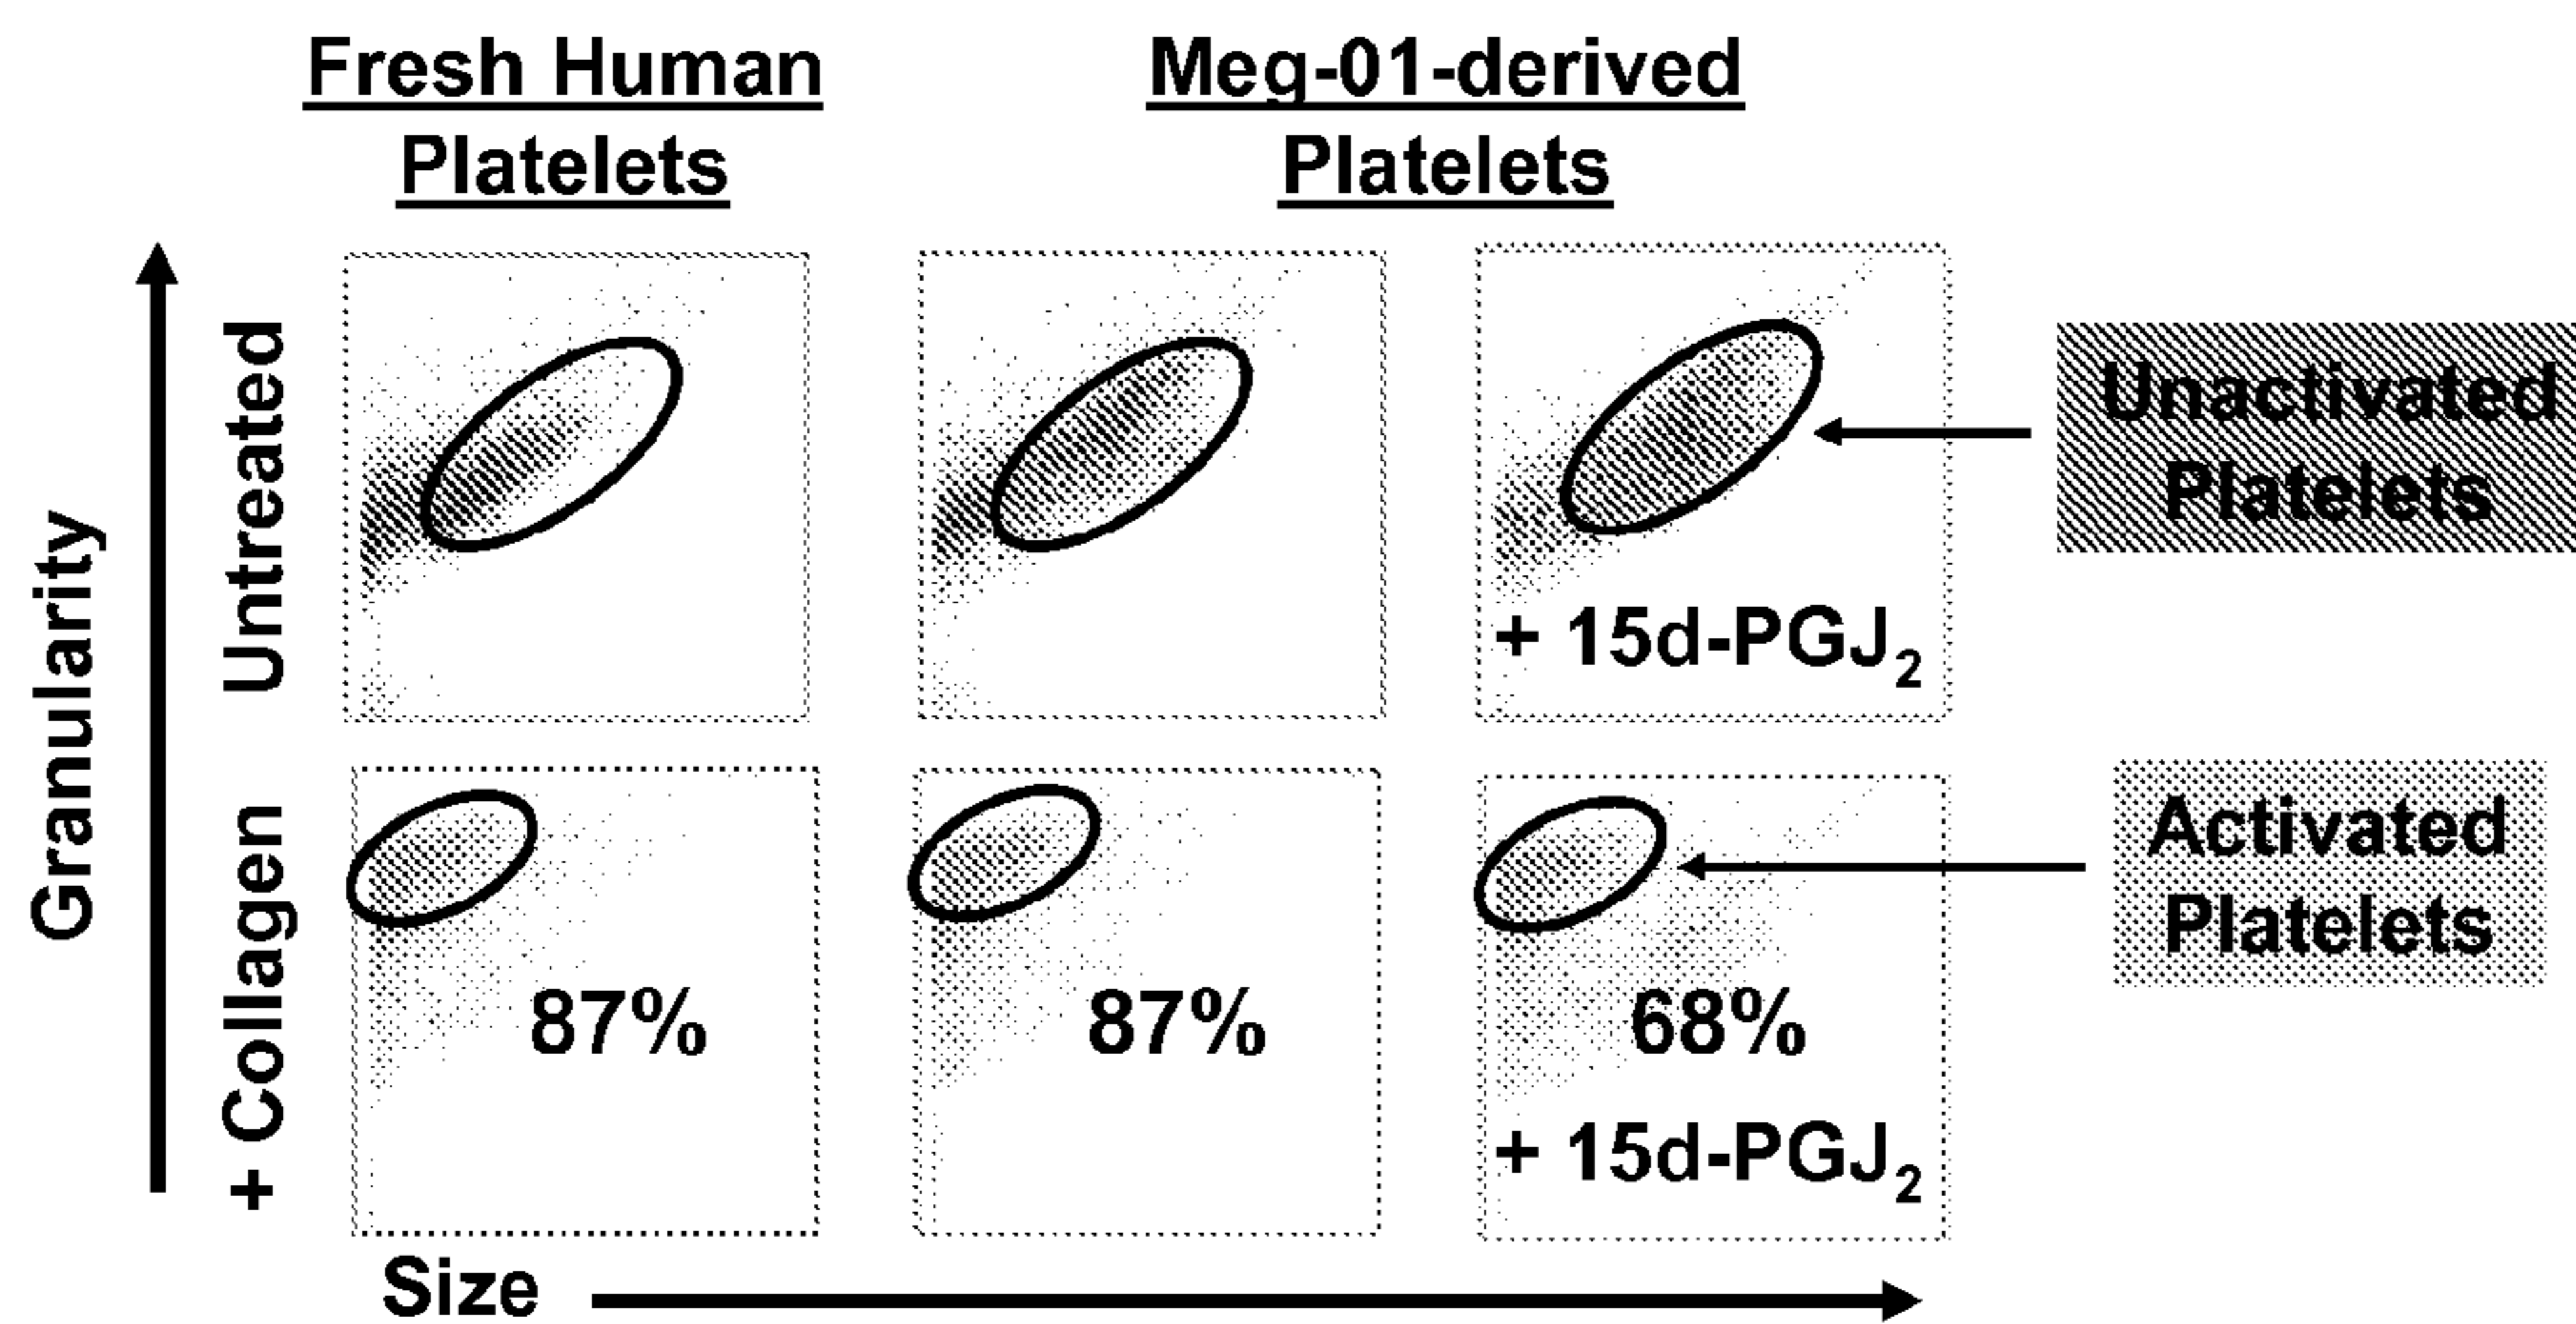 Fresh Human
Platelets
Meg-01-derived
Platelets
Granularity
Untreated
+ 15d-PGJ₂
Unactivated
Platelets
+ Collagen
87%
87%
68%
+ 15d-PGJ₂
Activated
Platelets
Size